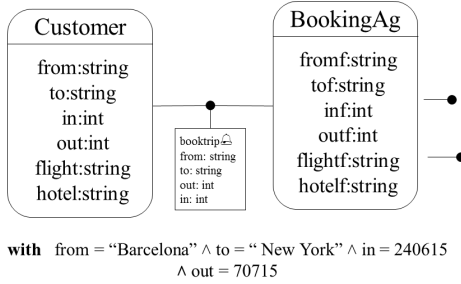 Customer
from:string
to:string
in:int
out:int
flight:string
hotel:string
booktrip
from: string
to: string
out: int
in: int
BookingAg
fromf:string
tof:string
inf:int
outf:int
flightf:string
hotelf:string
with from = “Barcelona” ^ to = “ New York” ^ in = 240615
^ out = 70715